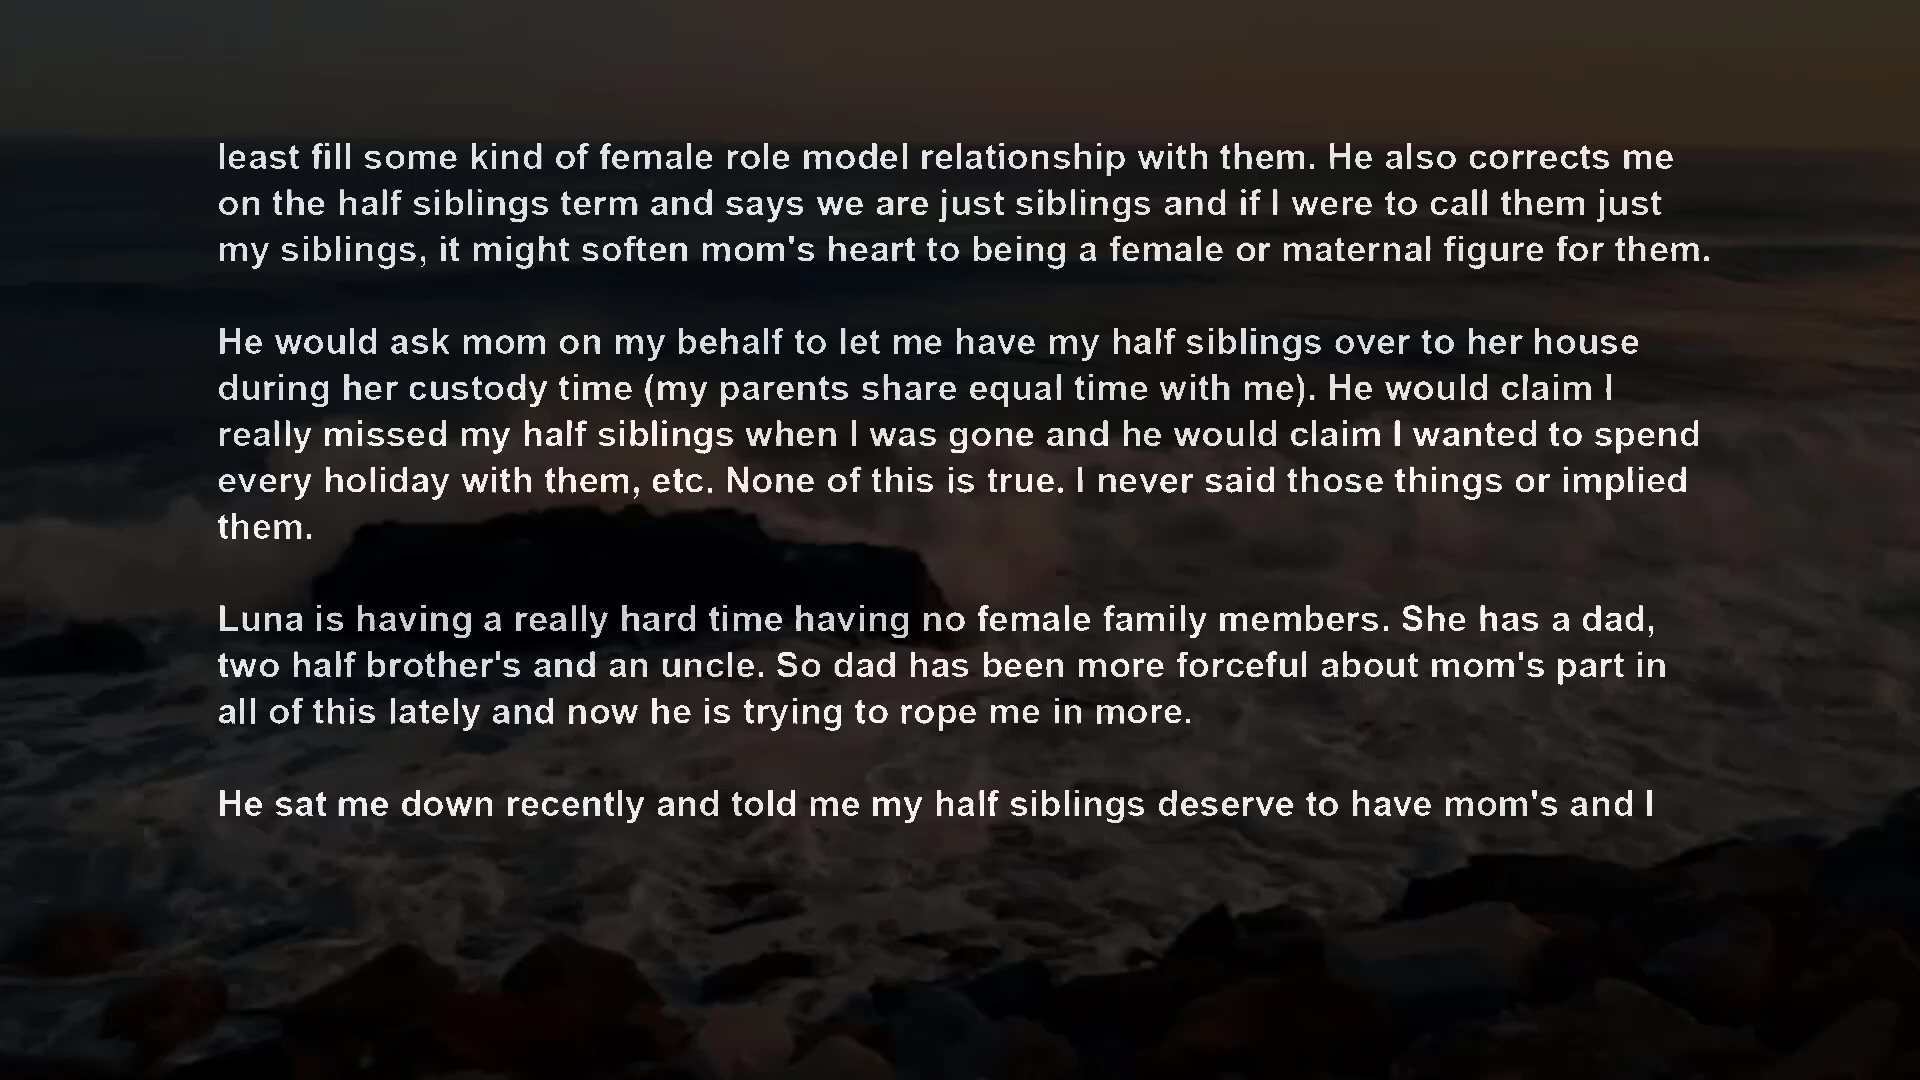 least fill some kind of female role model relationship with them. He also corrects me
on the half siblings term and says we are just siblings and if I were to call them just
my siblings, it might soften mom's heart to being a female or maternal figure for them.
He would ask mom on my behalf to let me have my half siblings over to her house
during her custody time (my parents share equal time with me). He would claim I
really missed my half siblings when I was gone and he would claim I wanted to spend
every holiday with them, etc. None of this is true. I never said those things or implied
them.
Luna is having a really hard time having no female family members. She has a dad,
two half brother's and an uncle. So dad has been more forceful about mom's part in
all of this lately and now he is trying to rope me in more.
He sat me down recently and told me my half siblings deserve to have mom's and I